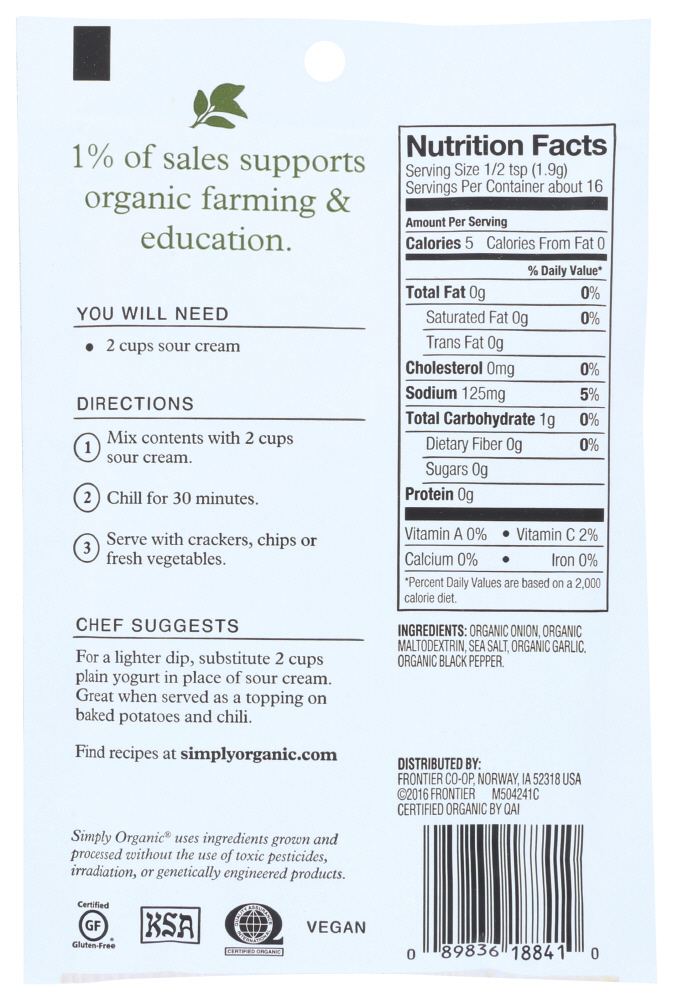 1% of sales supports
organic farming &
education.
YOU WILL NEED
• 2 cups sour cream
DIRECTIONS
1 Mix contents with 2 cups
sour cream.
2 Chill for 30 minutes.
3 Serve with crackers, chips or
fresh vegetables.
CHEF SUGGESTS
For a lighter dip, substitute 2 cups
plain yogurt in place of sour cream.
Great when served as a topping on
baked potatoes and chili.
Find recipes at simplyorganic.com
Simply Organic® uses ingredients grown and
processed without the use of toxic pesticides,
irradiation, or genetically engineered products.
Certified
GF
Gluten-Free
KSA
QUALITY ASSURANCE
INTERNATIONAL
CERTIFIED ORGANIC
VEGAN
Nutrition Facts
Serving Size 1/2 tsp (1.9g)
Servings Per Container about 16
Amount Per Serving
Calories 5 Calories From Fat 0
% Daily Value*
Total Fat 0g 0%
Saturated Fat 0g 0%
Trans Fat 0g
Cholesterol 0mg 0%
Sodium 125mg 5%
Total Carbohydrate 1g 0%
Dietary Fiber 0g 0%
Sugars 0g
Protein 0g
Vitamin A 0% • Vitamin C 2%
Calcium 0% • Iron 0%
*Percent Daily Values are based on a 2,000
calorie diet.
INGREDIENTS: ORGANIC ONION, ORGANIC
MALTODEXTRIN, SEA SALT, ORGANIC GARLIC,
ORGANIC BLACK PEPPER.
DISTRIBUTED BY:
FRONTIER CO-OP, NORWAY, IA 52318 USA
©2016 FRONTIER M504241C
CERTIFIED ORGANIC BY QAI
0 89836 18841 0